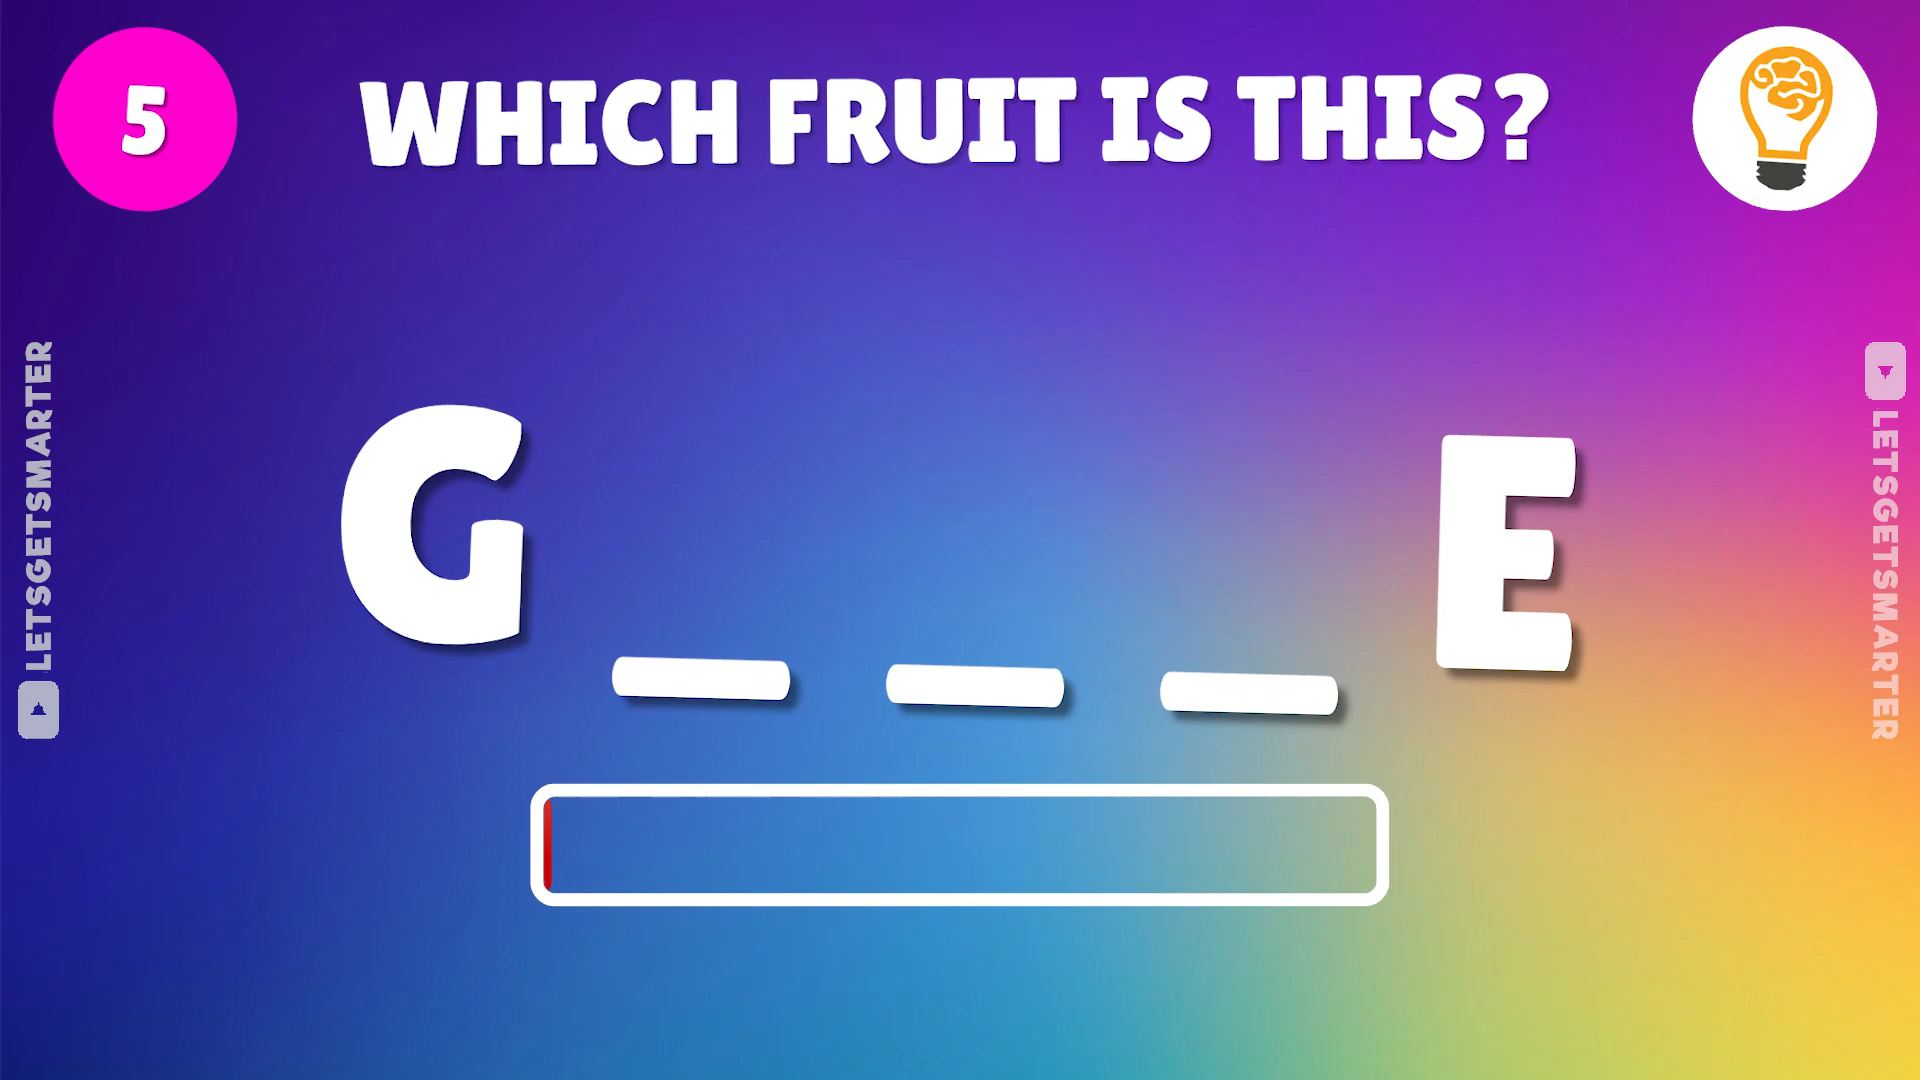 5
WHICH FRUIT IS THIS?
G _ _ _ E
LETSGETSMARTER
LETSGETSMARTER